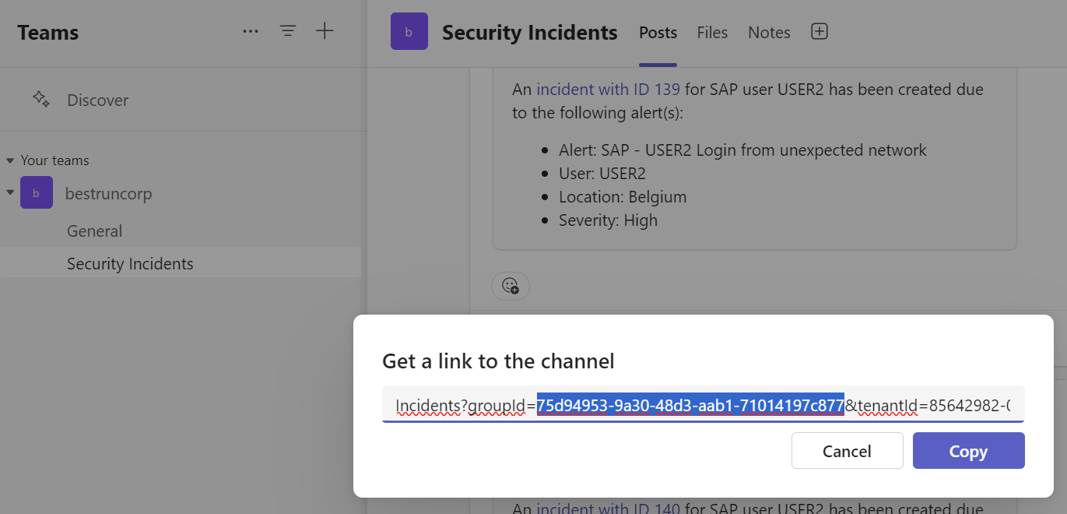 Teams
Discover
Your teams
b
bestruncorp
General
Security Incidents
b
Security Incidents Posts Files Notes
An incident with ID 139 for SAP user USER2 has been created due
to the following alert(s):
Alert: SAP - USER2 Login from unexpected network
User: USER2
Location: Belgium
Severity: High
Get a link to the channel
Incidents?groupId=75d94953-9a30-48d3-aab1-71014197c877&tenantId=85642982-0
Cancel Copy
An incident with ID 140 for SAP user USER2 has been created due